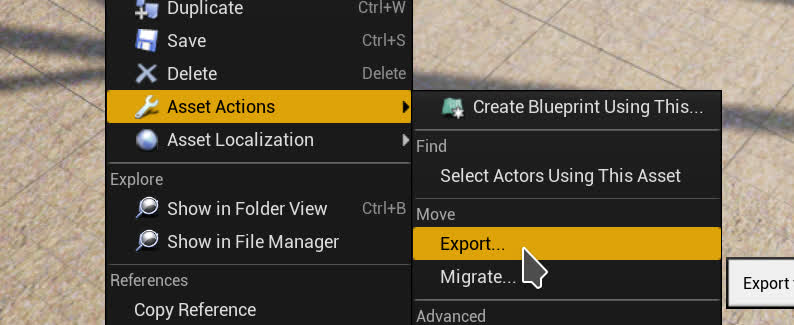 Duplicate Ctrl+W
Save Ctrl+S
Delete Delete
Asset Actions
Asset Localization
Explore
Show in Folder View Ctrl+B
Show in File Manager
References
Copy Reference
Create Blueprint Using This...
Find
Select Actors Using This Asset
Move
Export...
Migrate...
Advanced
Export